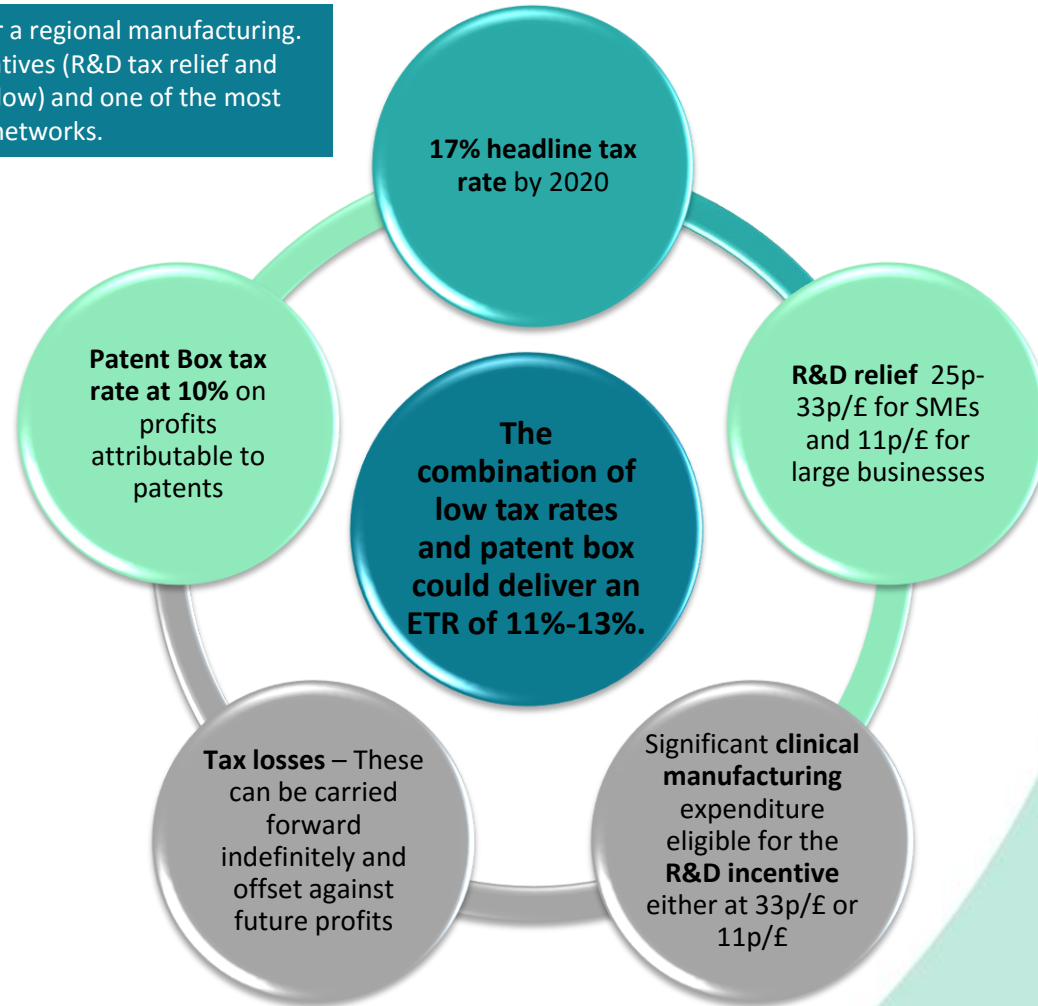 r a regional manufacturing.
atives (R&D tax relief and
low) and one of the most
networks.
17% headline tax
rate by 2020
Patent Box tax
rate at 10% on
profits
attributable to
patents
R&D relief 25p-
33p/£ for SMEs
and 11p/£ for
large businesses
The
combination of
low tax rates
and patent box
could deliver an
ETR of 11%-13%.
Tax losses – These
can be carried
forward
indefinitely and
offset against
future profits
Significant clinical
manufacturing
expenditure
eligible for the
R&D incentive
either at 33p/£ or
11p/£